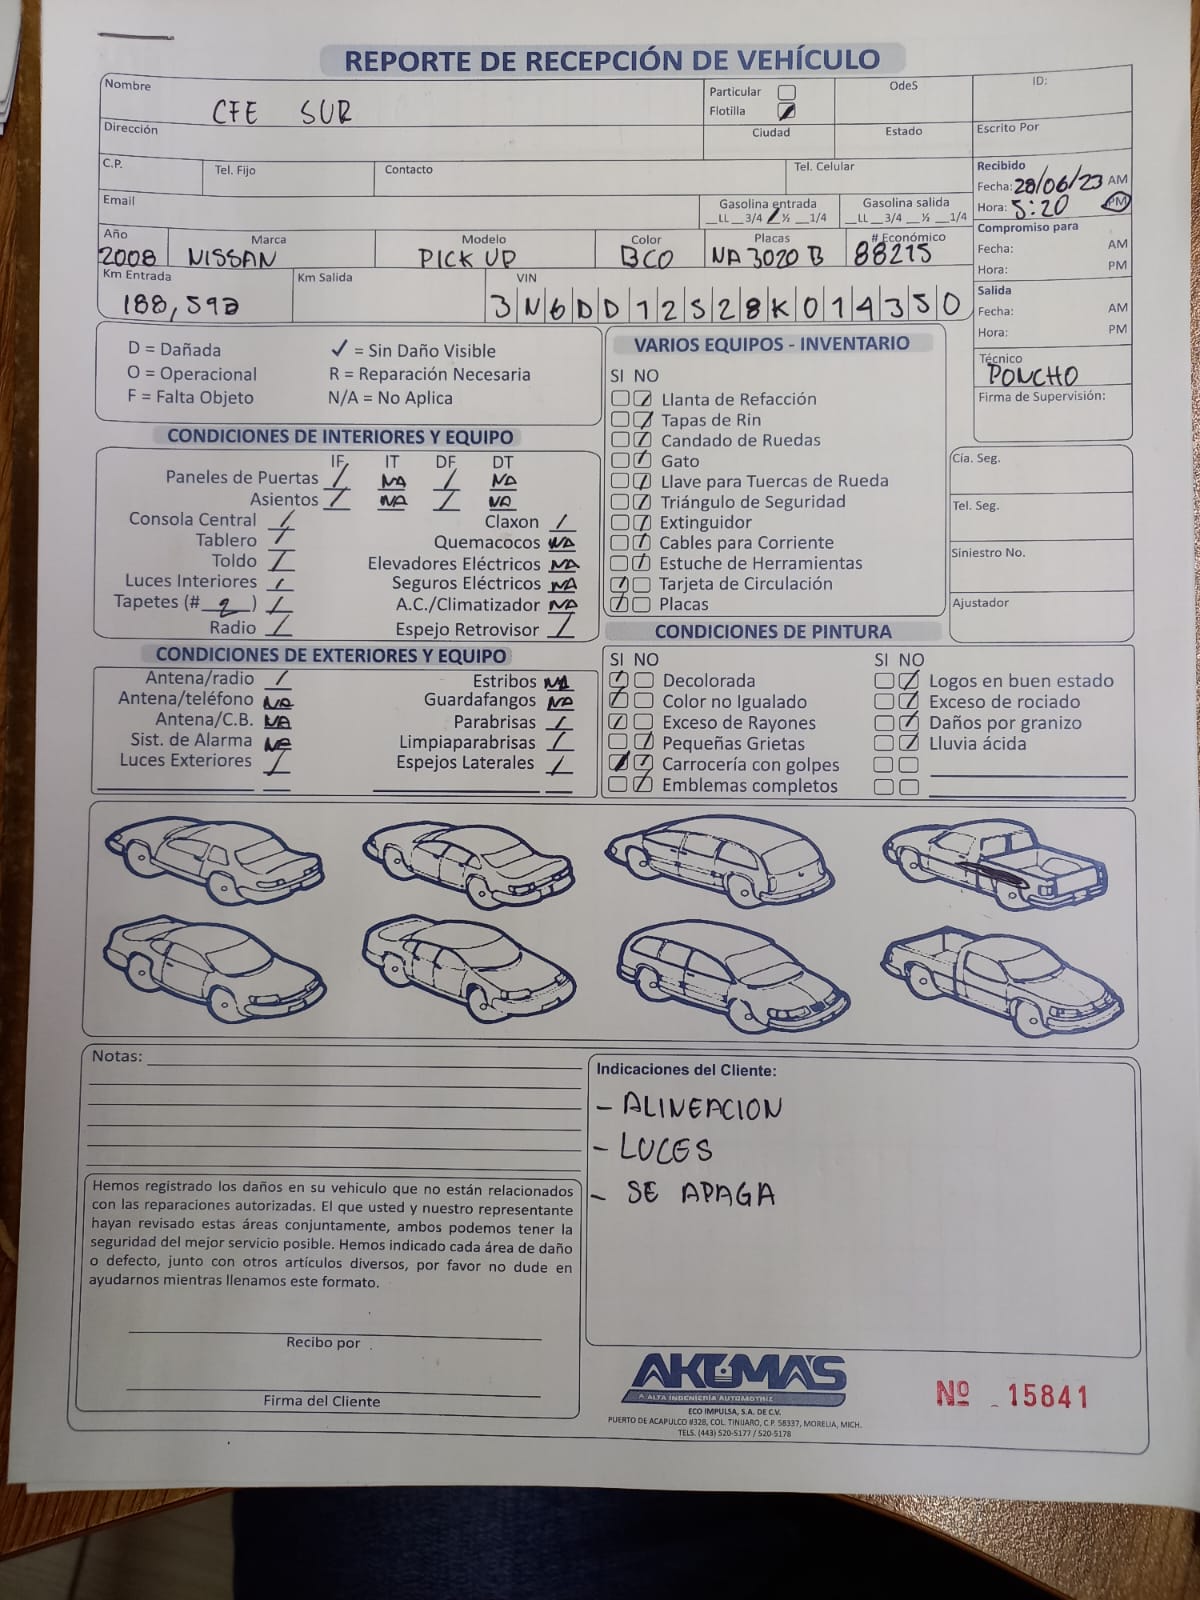 REPORTE DE RECEPCIÓN DE VEHÍCULO
Nombre
CFE SUR
Particular
Flotilla
OdeS
ID:
Dirección
Ciudad
Estado
Escrito Por
C.P.
Tel. Fijo
Contacto
Tel. Celular
Recibido
Fecha: 28/06/23 AM
Hora: 5:20 PM
Email
Gasolina entrada
__LL __3/4 __½ __1/4
Gasolina salida
__LL __3/4 __½ __1/4
Compromiso para
Fecha: AM
Hora: PM
Año
2008
Marca
NISSAN
Modelo
PICK UP
Color
BCO
Placas
NA3020B
# Económico
88215
Km Entrada
188,592
Km Salida
VIN
3N6DD12S28K014350
Salida
Fecha: AM
Hora: PM
Técnico
PONCHO
Firma de Supervisión:
D = Dañada
✓ = Sin Daño Visible
O = Operacional
R = Reparación Necesaria
F = Falta Objeto
N/A = No Aplica
CONDICIONES DE INTERIORES Y EQUIPO
IF IT DF DT
Paneles de Puertas / NA / NA
Asientos / NA / NA
Consola Central /
Tablero /
Toldo /
Luces Interiores /
Tapetes (# 2 ) /
Radio /
Claxon /
Quemacocos NA
Elevadores Eléctricos NA
Seguros Eléctricos NA
A.C./Climatizador NA
Espejo Retrovisor /
CONDICIONES DE EXTERIORES Y EQUIPO
Antena/radio /
Antena/teléfono NA
Antena/C.B. NA
Sist. de Alarma NA
Luces Exteriores /
Estribos NA
Guardafangos NA
Parabrisas /
Limpiaparabrisas /
Espejos Laterales /
VARIOS EQUIPOS - INVENTARIO
SI NO
Llanta de Refacción
Tapas de Rin
Candado de Ruedas
Gato
Llave para Tuercas de Rueda
Triángulo de Seguridad
Extinguidor
Cables para Corriente
Estuche de Herramientas
Tarjeta de Circulación
Placas
Cía. Seg.
Tel. Seg.
Siniestro No.
Ajustador
CONDICIONES DE PINTURA
SI NO
Decolorada
Color no Igualado
Exceso de Rayones
Pequeñas Grietas
Carrocería con golpes
Emblemas completos
SI NO
Logos en buen estado
Exceso de rociado
Daños por granizo
Lluvia ácida
Notas:
Hemos registrado los daños en su vehiculo que no están relacionados
con las reparaciones autorizadas. El que usted y nuestro representante
hayan revisado estas áreas conjuntamente, ambos podemos tener la
seguridad del mejor servicio posible. Hemos indicado cada área de daño
o defecto, junto con otros artículos diversos, por favor no dude en
ayudarnos mientras llenamos este formato.
Recibo por
Firma del Cliente
Indicaciones del Cliente:
- ALINEACION
- LUCES
- SE APAGA
AKUMA'S
A ALTA INGENIERÍA AUTOMOTRIZ
ECO IMPULSA, S.A. DE C.V.
PUERTO DE ACAPULCO #328, COL. TINIJARO, C.P. 58337, MORELIA, MICH.
TELS. (443) 520-5177 / 520-5178
Nº 15841